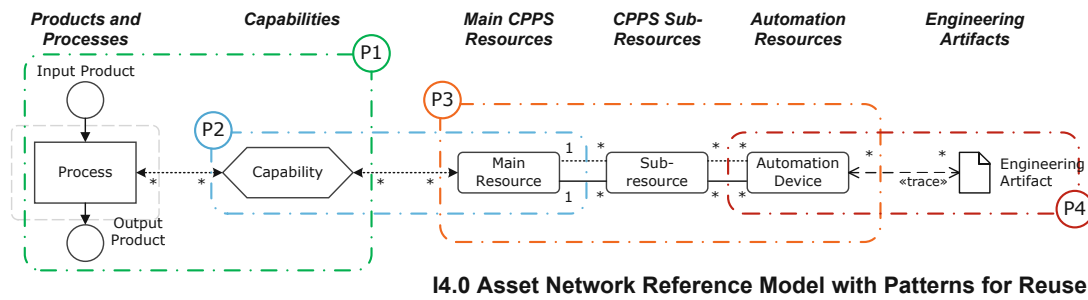 Products and
Processes
Capabilities
Main CPPS
Resources
CPPS Sub-
Resources
Automation
Resources
Engineering
Artifacts
P1
Input Product
P3
P2
1
*
*
*
*
Process
Capability
Main
Resource
Sub-
resource
Automation
Device
Engineering
Artifact
*
*
*
*
1
*
*
*
«trace»
Output
Product
P4
I4.0 Asset Network Reference Model with Patterns for Reuse